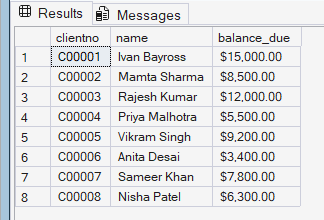 Results Messages
clientno name balance_due
1 C00001 Ivan Bayross $15,000.00
2 C00002 Mamta Sharma $8,500.00
3 C00003 Rajesh Kumar $12,000.00
4 C00004 Priya Malhotra $5,500.00
5 C00005 Vikram Singh $9,200.00
6 C00006 Anita Desai $3,400.00
7 C00007 Sameer Khan $7,800.00
8 C00008 Nisha Patel $6,300.00